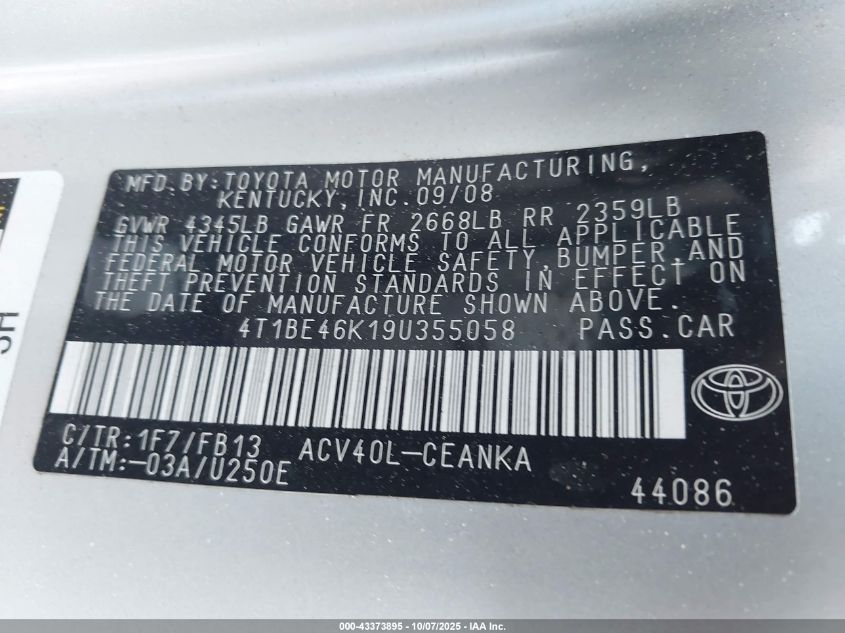 MFD.BY:TOYOTA MOTOR MANUFACTURING,
KENTUCKY, INC.09/08
GVWR 4345LB GAWR FR 2668LB RR 2359LB
THIS VEHICLE CONFORMS TO ALL APPLICABLE
FEDERAL MOTOR VEHICLE SAFETY, BUMPER, AND
THEFT PREVENTION STANDARDS IN EFFECT ON
THE DATE OF MANUFACTURE SHOWN ABOVE.
4T1BE46K19U355058 PASS.CAR
C/TR:1F7/FB13 ACV40L-CEANKA
A/TM:-03A/U250E
44086
000-43373895 - 10/07/2025 - IAA Inc.